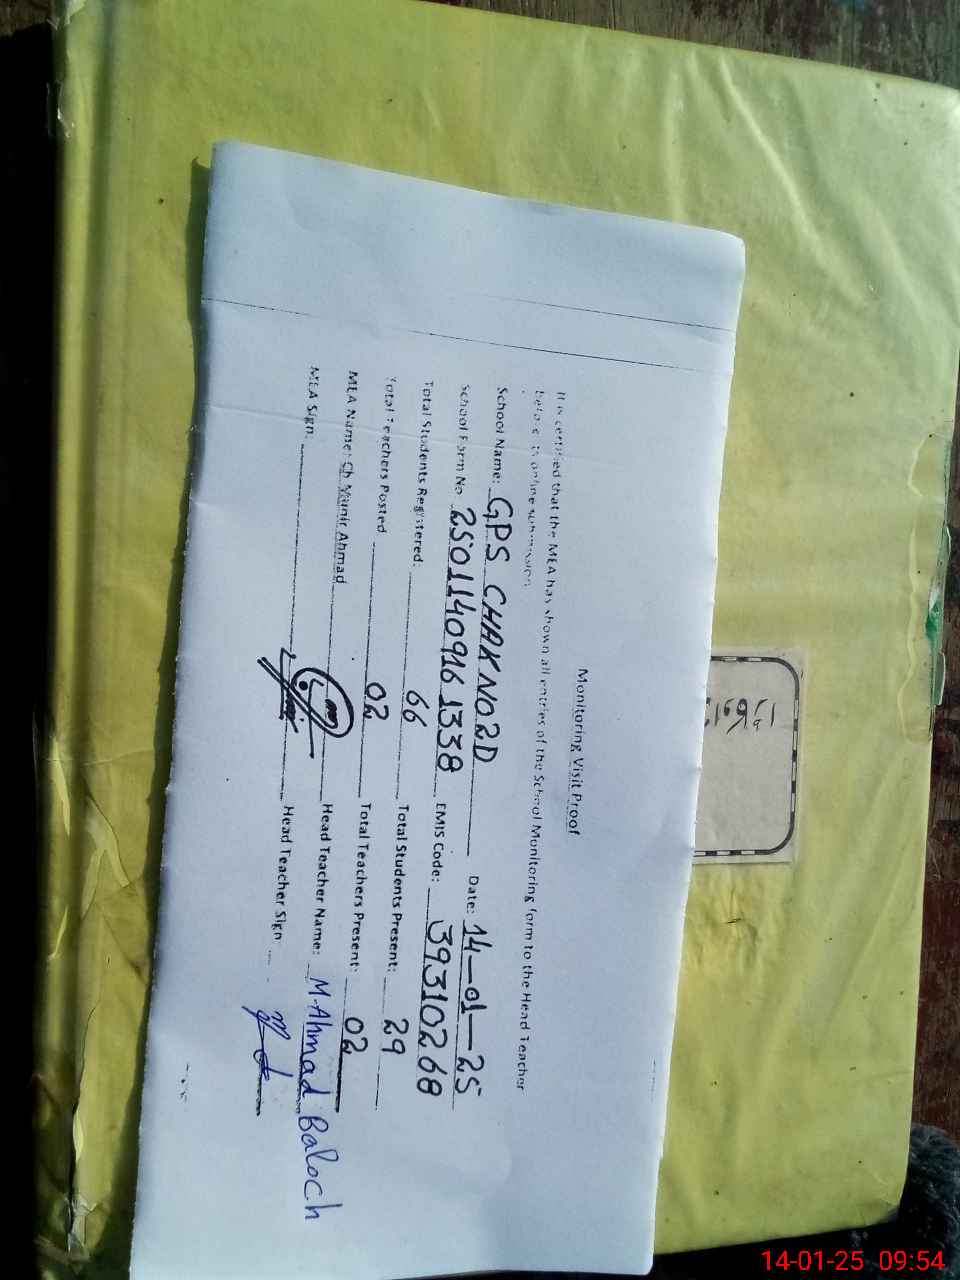 Monitoring Visit Proof
It is certified that the MEA has shown all entries of the School Monitoring form to the Head Teacher
before its online submission
School Name: GPS CHAK NO 2D Date: 14-01-25
School Form No 2501140916 1338 EMIS Code: 39310268
Total Students Registered: 66 Total Students Present: 29
Total Teachers Posted 02 Total Teachers Present: 02
MEA Name: Ch Munir Ahmad Head Teacher Name: M-Ahmad Baloch
MEA Sign: Head Teacher Sign
14-01-25 09:54